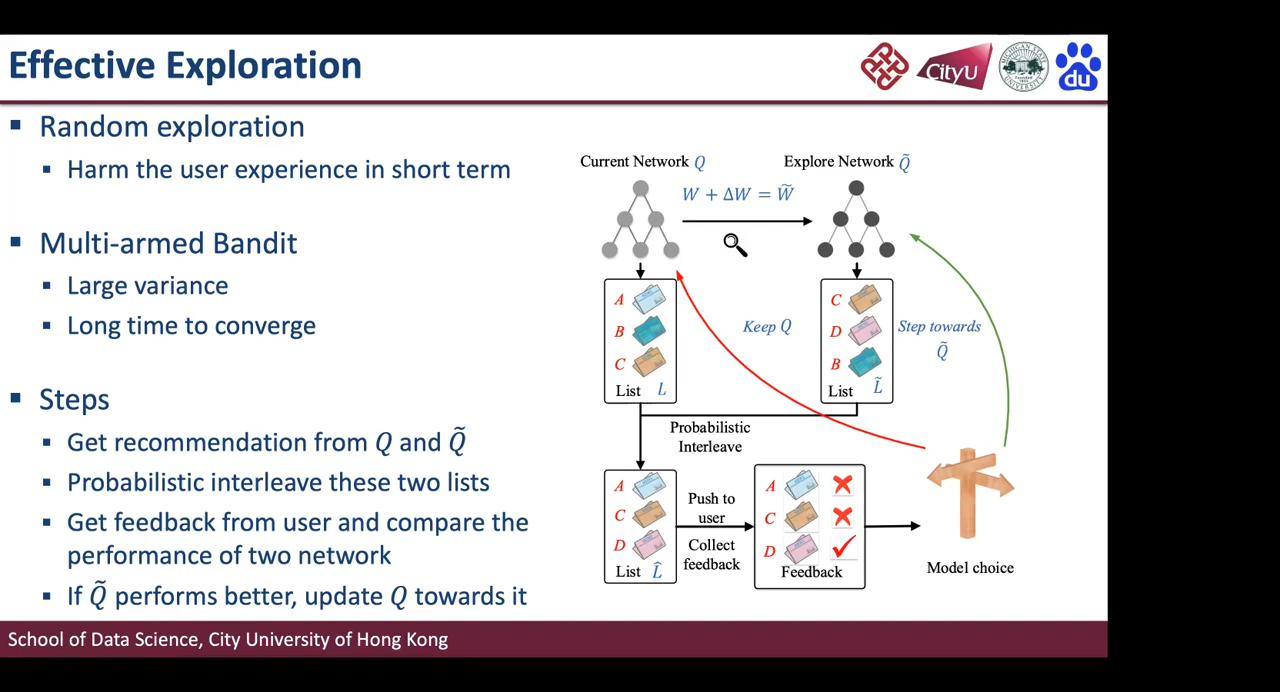 Effective Exploration
CityU
du
Random exploration
Harm the user experience in short term
Multi-armed Bandit
Large variance
Long time to converge
Steps
Get recommendation from Q and Q̃
Probabilistic interleave these two lists
Get feedback from user and compare the
performance of two network
If Q̃ performs better, update Q towards it
Current Network Q
Explore Network Q̃
W + ΔW = W̃
A
B
C
List L
Keep Q
C
D
B
List L̃
Step towards
Q̃
Probabilistic
Interleave
A
C
D
List L̂
Push to
user
Collect
feedback
A
C
D
Feedback
Model choice
School of Data Science, City University of Hong Kong